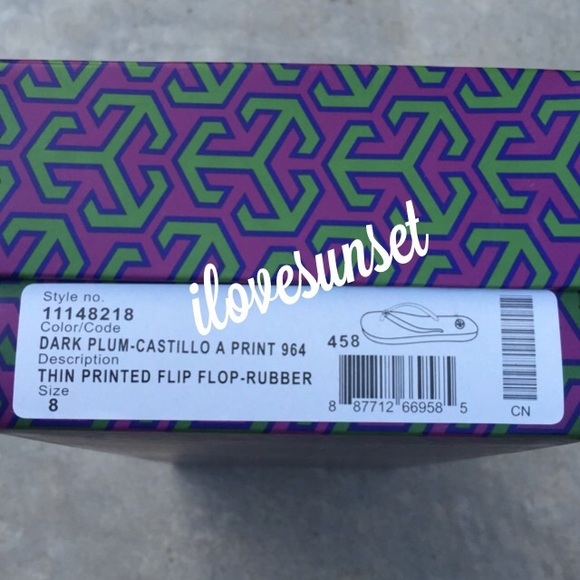 ilovesunset
Style no.
11148218
Color/Code
DARK PLUM-CASTILLO A PRINT 964
458
Description
THIN PRINTED FLIP FLOP-RUBBER
Size
8
8 87712 66958 5
CN